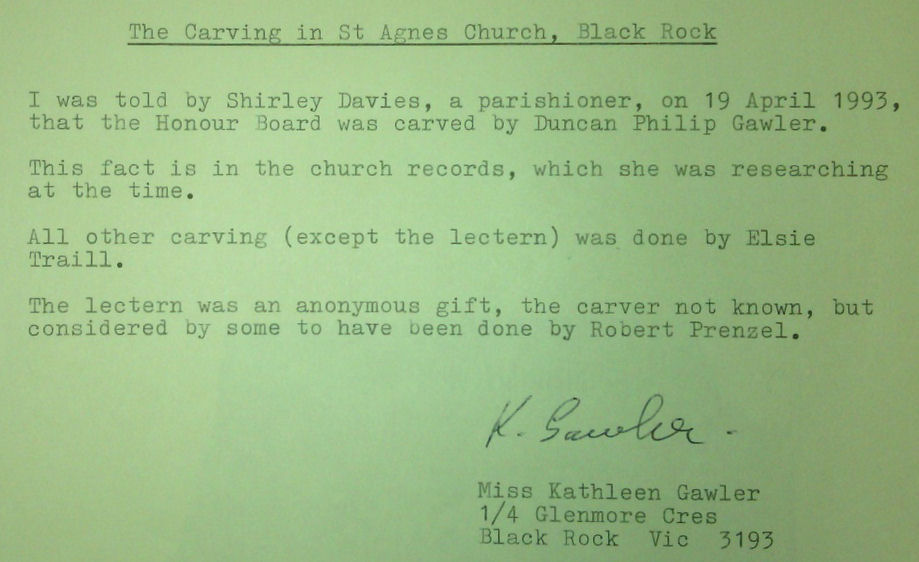 The Carving in St Agnes Church, Black Rock
I was told by Shirley Davies, a parishioner, on 19 April 1993,
that the Honour Board was carved by Duncan Philip Gawler.
This fact is in the church records, which she was researching
at the time.
All other carving (except the lectern) was done by Elsie
Traill.
The lectern was an anonymous gift, the carver not known, but
considered by some to have been done by Robert Prenzel.
K. Gawler.
Miss Kathleen Gawler
1/4 Glenmore Cres
Black Rock Vic 3193